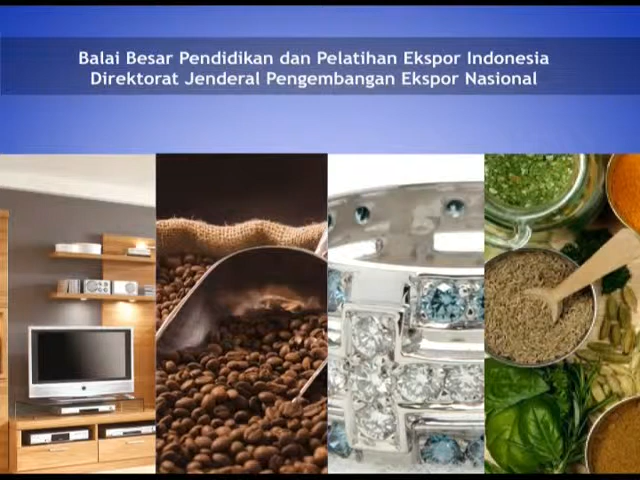 Balai Besar Pendidikan dan Pelatihan Ekspor Indonesia
Direktorat Jenderal Pengembangan Ekspor Nasional